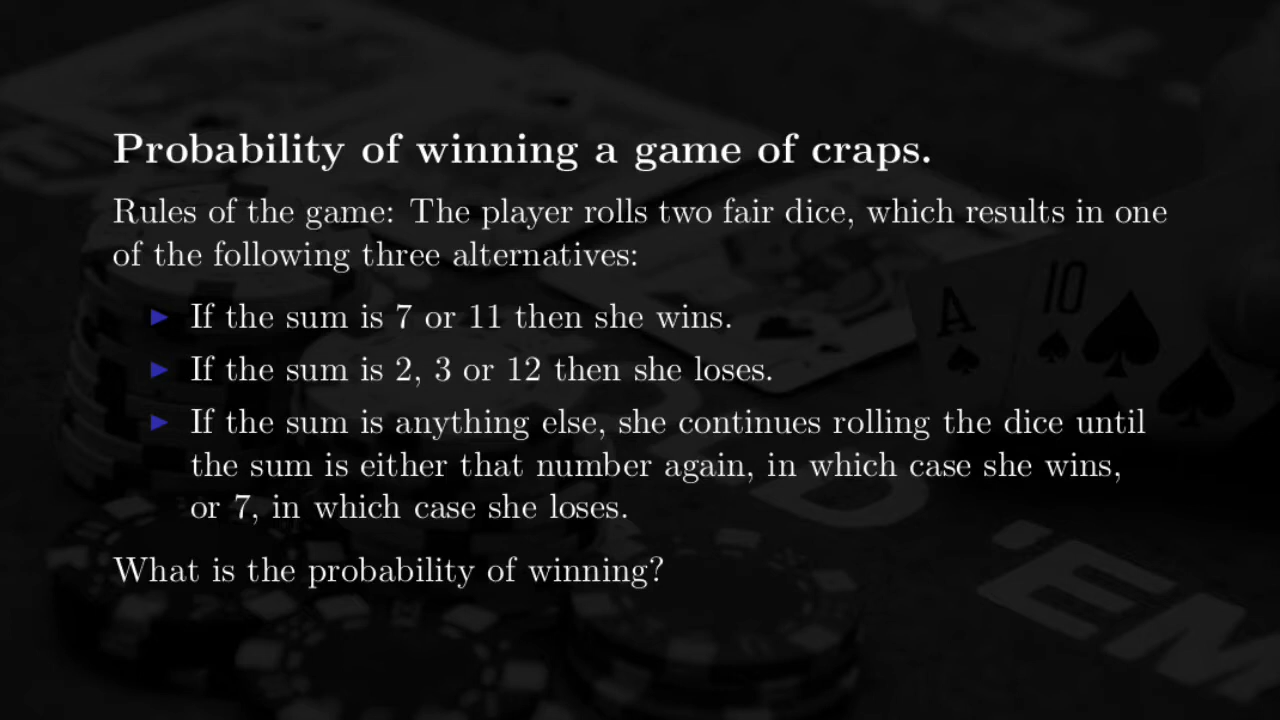 Probability of winning a game of craps.
Rules of the game: The player rolls two fair dice, which results in one
of the following three alternatives:
If the sum is 7 or 11 then she wins.
If the sum is 2, 3 or 12 then she loses.
If the sum is anything else, she continues rolling the dice until
the sum is either that number again, in which case she wins,
or 7, in which case she loses.
What is the probability of winning?
A
10